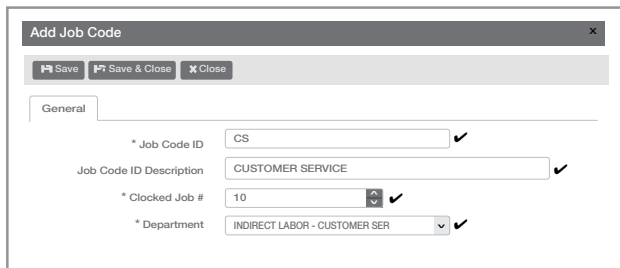 Add Job Code x
Save Save & Close x Close
General
* Job Code ID CS ✔
Job Code ID Description CUSTOMER SERVICE ✔
* Clocked Job # 10 ✔
* Department INDIRECT LABOR - CUSTOMER SER ✔